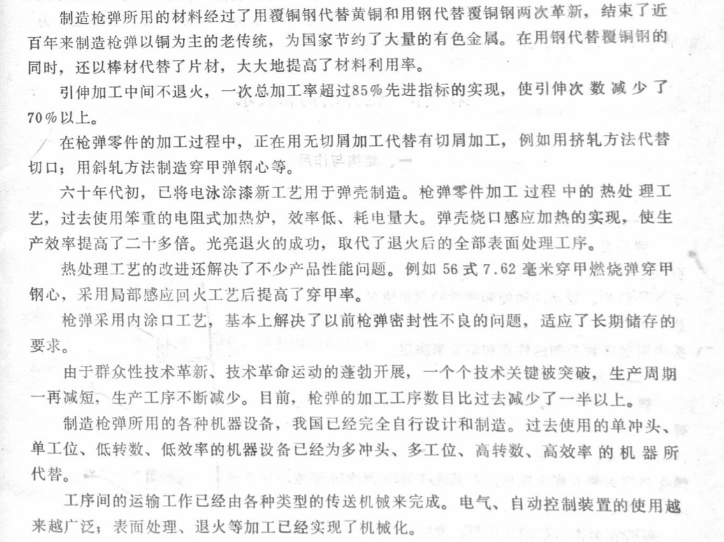 制造枪弹所用的材料经过了用覆铜钢代替黄铜和用钢代替覆铜钢两次革新，结束了近
百年来制造枪弹以铜为主的老传统，为国家节约了大量的有色金属。在用钢代替覆铜钢的
同时，还以棒材代替了片材，大大地提高了材料利用率。
引伸加工中间不退火，一次总加工率超过85%先进指标的实现，使引伸次数减少了
70%以上。
在枪弹零件的加工过程中，正在用无切屑加工代替有切屑加工，例如用挤轧方法代替
切口；用斜轧方法制造穿甲弹钢心等。
六十年代初，已将电泳涂漆新工艺用于弹壳制造。枪弹零件加工过程中的热处理工
艺，过去使用笨重的电阻式加热炉，效率低、耗电量大。弹壳烧口感应加热的实现，使生
产效率提高了二十多倍。光亮退火的成功，取代了退火后的全部表面处理工序。
热处理工艺的改进还解决了不少产品性能问题。例如56式7.62毫米穿甲燃烧弹穿甲
钢心，采用局部感应回火工艺后提高了穿甲率。
枪弹采用内涂口工艺，基本上解决了以前枪弹密封性不良的问题，适应了长期储存的
要求。
由于群众性技术革新、技术革命运动的蓬勃开展，一个个技术关键被突破，生产周期
一再减短，生产工序不断减少。目前，枪弹的加工工序数目比过去减少了一半以上。
制造枪弹所用的各种机器设备，我国已经完全自行设计和制造。过去使用的单冲头、
单工位、低转数、低效率的机器设备已经为多冲头、多工位、高转数、高效率的机器所
代替。
工序间的运输工作已经由各种类型的传送机械来完成。电气、自动控制装置的使用越
来越广泛；表面处理、退火等加工已经实现了机械化。